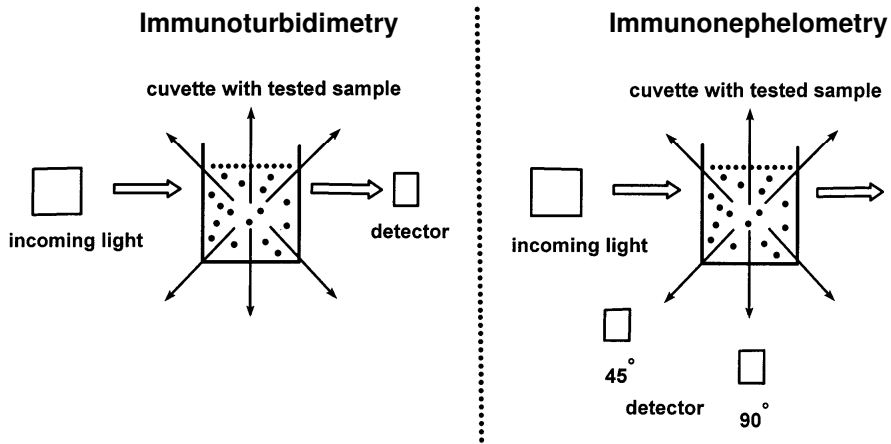 Immunoturbidimetry
cuvette with tested sample
incoming light
detector
Immunonephelometry
cuvette with tested sample
incoming light
45°
detector
90°